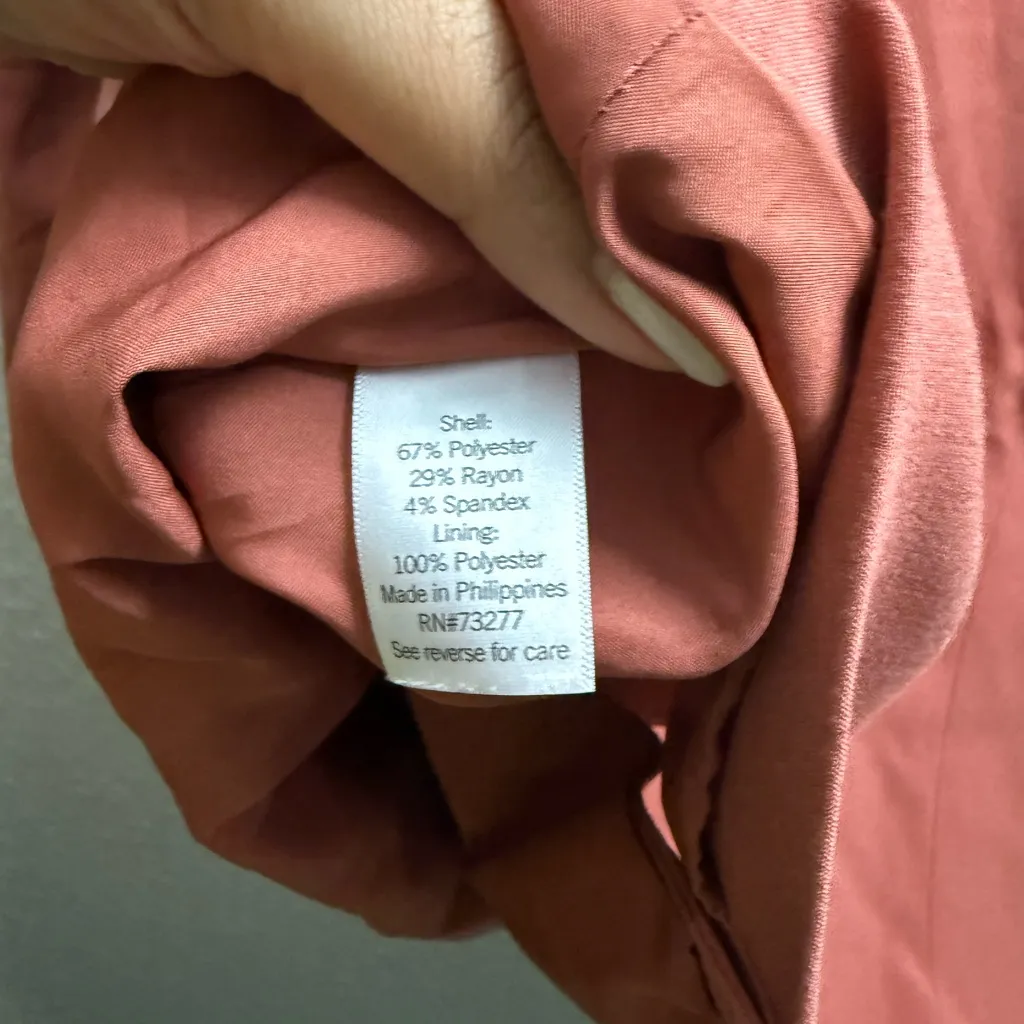 Shell:
67% Polyester
29% Rayon
4% Spandex
Lining:
100% Polyester
Made in Philippines
RN#73277
See reverse for care